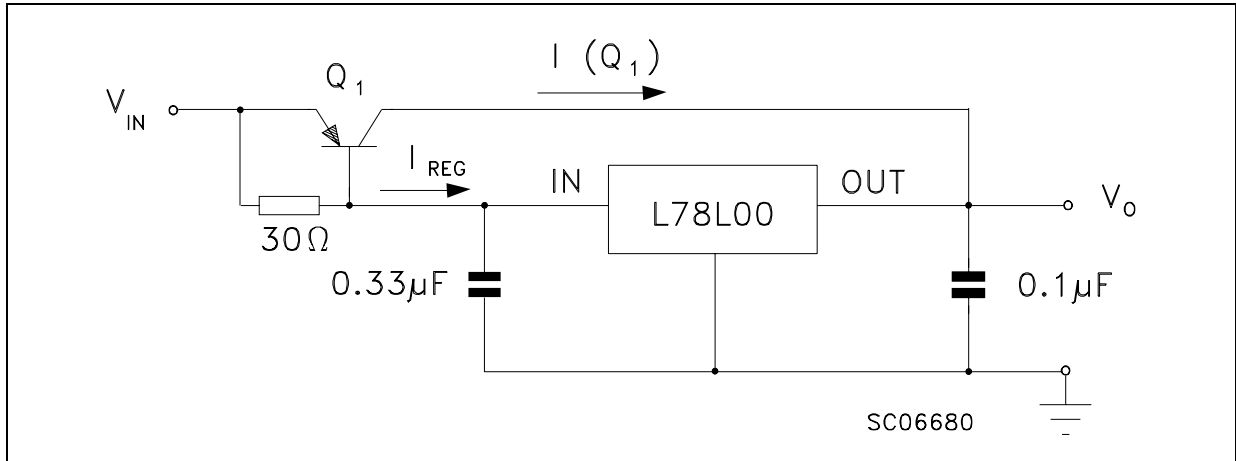 I (Q1)
Q1
VIN
IREG
IN
OUT
VO
L78L00
30Ω
0.33µF
0.1µF
SC06680